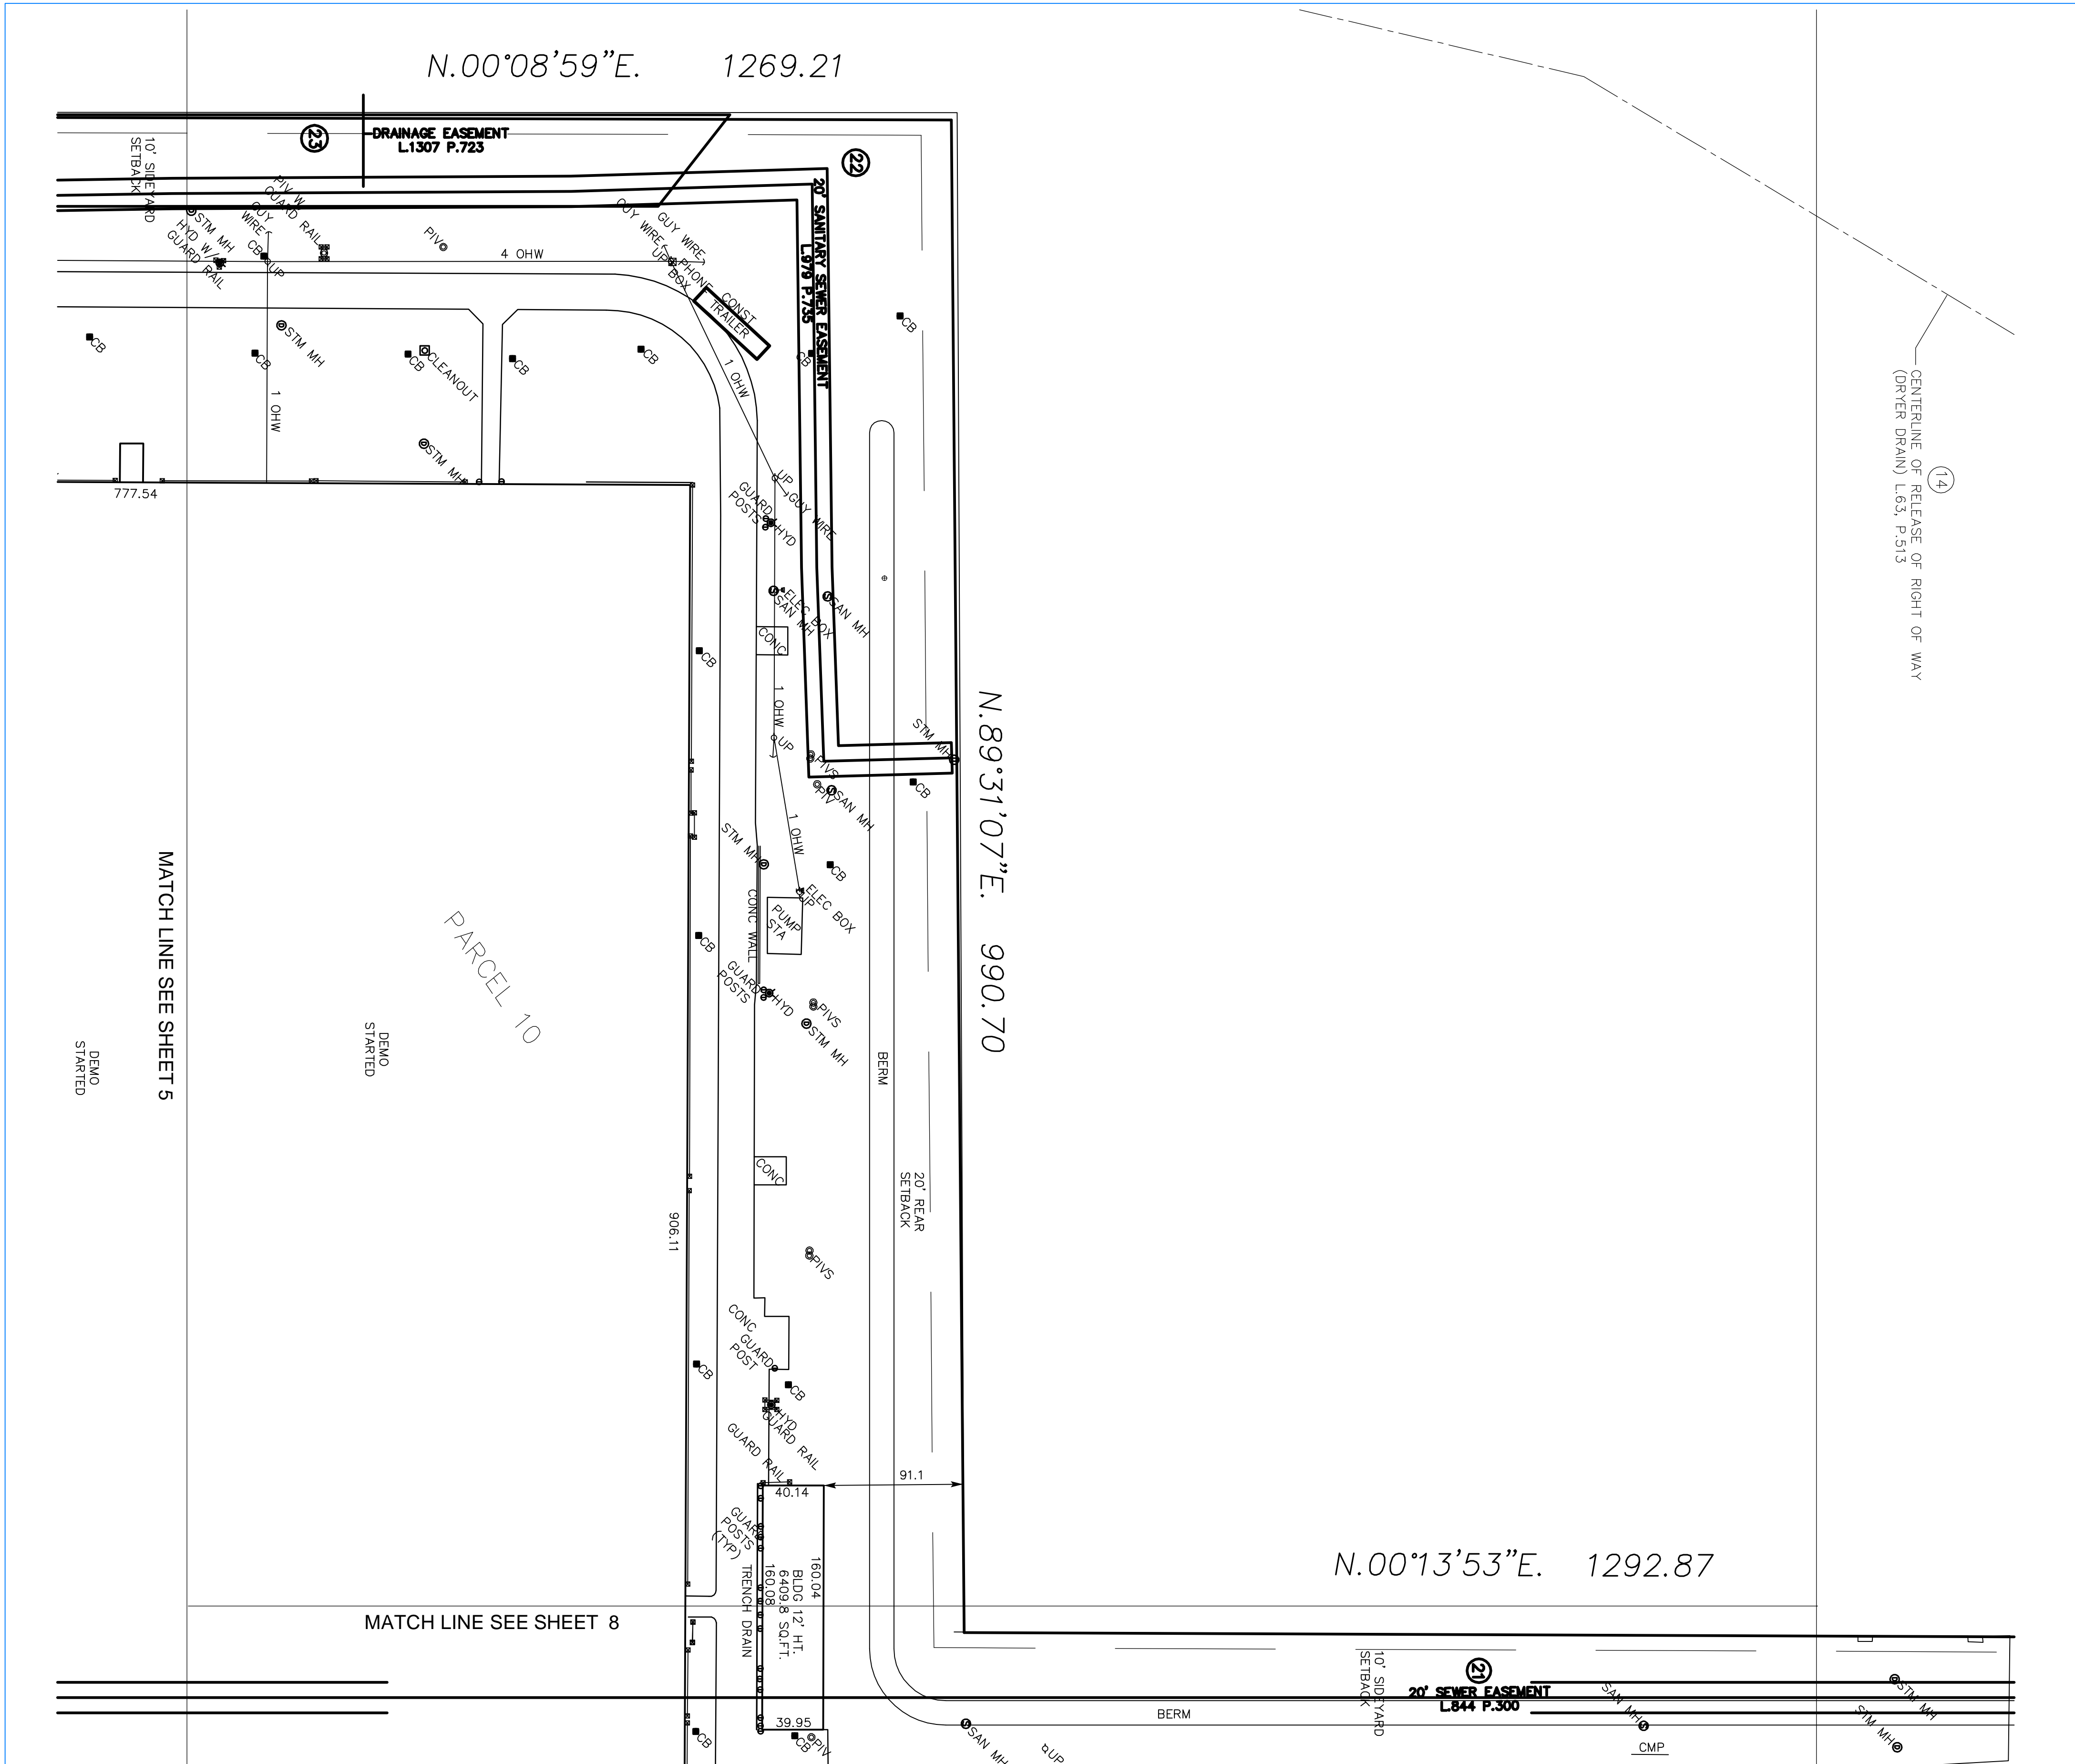 N.00°08'59"E. 1269.21
23
DRAINAGE EASEMENT
L.1307 P.723
22
20' SANITARY SEWER EASEMENT
L.979 P.735
10' SIDEYARD
SETBACK
STM MH
HYD W/
GUARD RAIL
GUY
WIRE
PIV W/
GUARD RAIL
CB
UP
PIV
4 OHW
GUY WIRE
GUY WIRE
UP
PHONE
BOX
CONST
TRAILER
CB
CB
STM MH
CB
CLEANOUT
CB
CB
CB
CB
1 OHW
1 OHW
STM MH
777.54
UP
GUY WIRE
GUARD
POSTS
HYD
ELEC BOX
SAN MH
SAN MH
CONC
CB
1 OHW
UP
STM MH
PIVS
PIV
SAN MH
CB
1 OHW
STM MH
CB
ELEC BOX
UP
PUMP
STA
CONC WALL
CB
GUARD
POSTS
HYD
PIVS
STM MH
N.89°31'07"E. 990.70
14
CENTERLINE OF RELEASE OF RIGHT OF WAY
(DRYER DRAIN) L.63, P.513
MATCH LINE SEE SHEET 5
PARCEL 10
DEMO
STARTED
DEMO
STARTED
BERM
20' REAR
SETBACK
CONC
906.11
PIVS
CONC
GUARD
POST
CB
CB
HYD
GUARD RAIL
GUARD RAIL
91.1
40.14
GUARD
POSTS
(TYP)
160.04
BLDG 12' HT.
6409.8 SQ.FT.
160.08
TRENCH DRAIN
N.00°13'53"E. 1292.87
MATCH LINE SEE SHEET 8
10' SIDEYARD
SETBACK
21
20' SEWER EASEMENT
L.844 P.300
SAN MH
STM MH
STM MH
CMP
BERM
39.95
CB
CB
PIV
SAN MH
UP